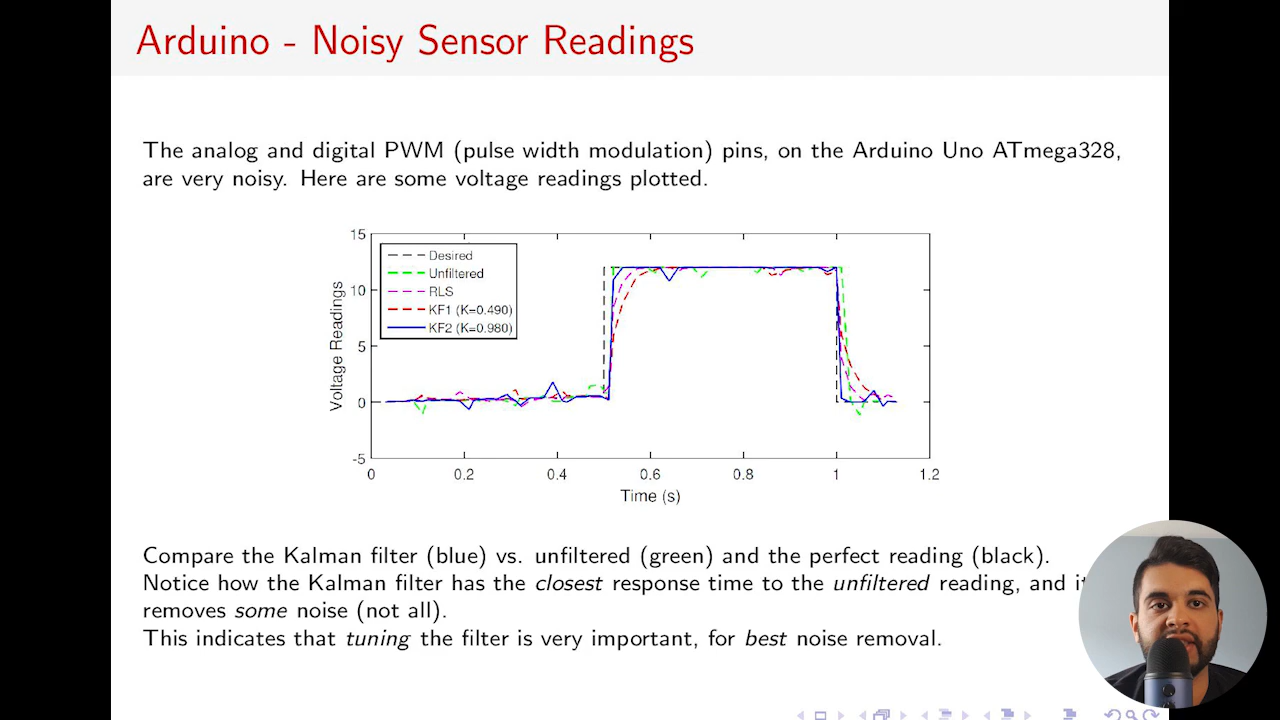 Arduino - Noisy Sensor Readings
The analog and digital PWM (pulse width modulation) pins, on the Arduino Uno ATmega328,
are very noisy. Here are some voltage readings plotted.
15
10
5
0
-5
Voltage Readings
Desired
Unfiltered
RLS
KF1 (K=0.490)
KF2 (K=0.980)
0 0.2 0.4 0.6 0.8 1 1.2
Time (s)
Compare the Kalman filter (blue) vs. unfiltered (green) and the perfect reading (black).
Notice how the Kalman filter has the closest response time to the unfiltered reading, and it
removes some noise (not all).
This indicates that tuning the filter is very important, for best noise removal.